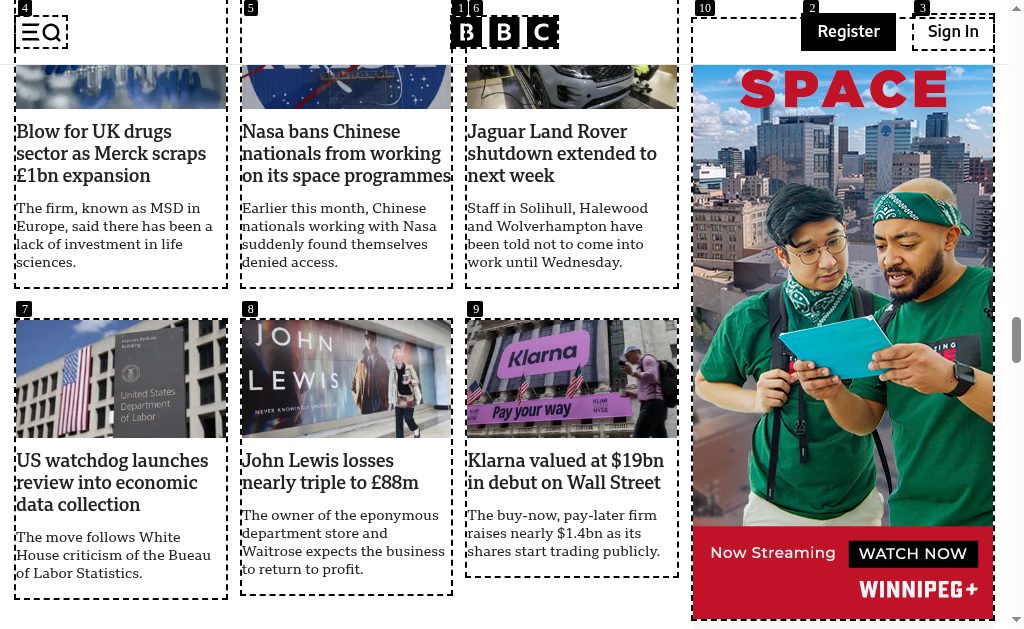 4
5
1
6
10
2
3
BBC
Register
Sign In
SPACE
Blow for UK drugs
sector as Merck scraps
£1bn expansion
The firm, known as MSD in
Europe, said there has been a
lack of investment in life
sciences.
Nasa bans Chinese
nationals from working
on its space programmes
Earlier this month, Chinese
nationals working with Nasa
suddenly found themselves
denied access.
Jaguar Land Rover
shutdown extended to
next week
Staff in Solihull, Halewood
and Wolverhampton have
been told not to come into
work until Wednesday.
7
8
9
Frances Perkins
Building
United States
Department
of Labor
JOHN
LEWIS
NEVER KNOWINGLY
Klarna
Pay your way
KLAR
NYSE
US watchdog launches
review into economic
data collection
The move follows White
House criticism of the Bueau
of Labor Statistics.
John Lewis losses
nearly triple to £88m
The owner of the eponymous
department store and
Waitrose expects the business
to return to profit.
Klarna valued at $19bn
in debut on Wall Street
The buy-now, pay-later firm
raises nearly $1.4bn as its
shares start trading publicly.
Now Streaming
WATCH NOW
WINNIPEG+